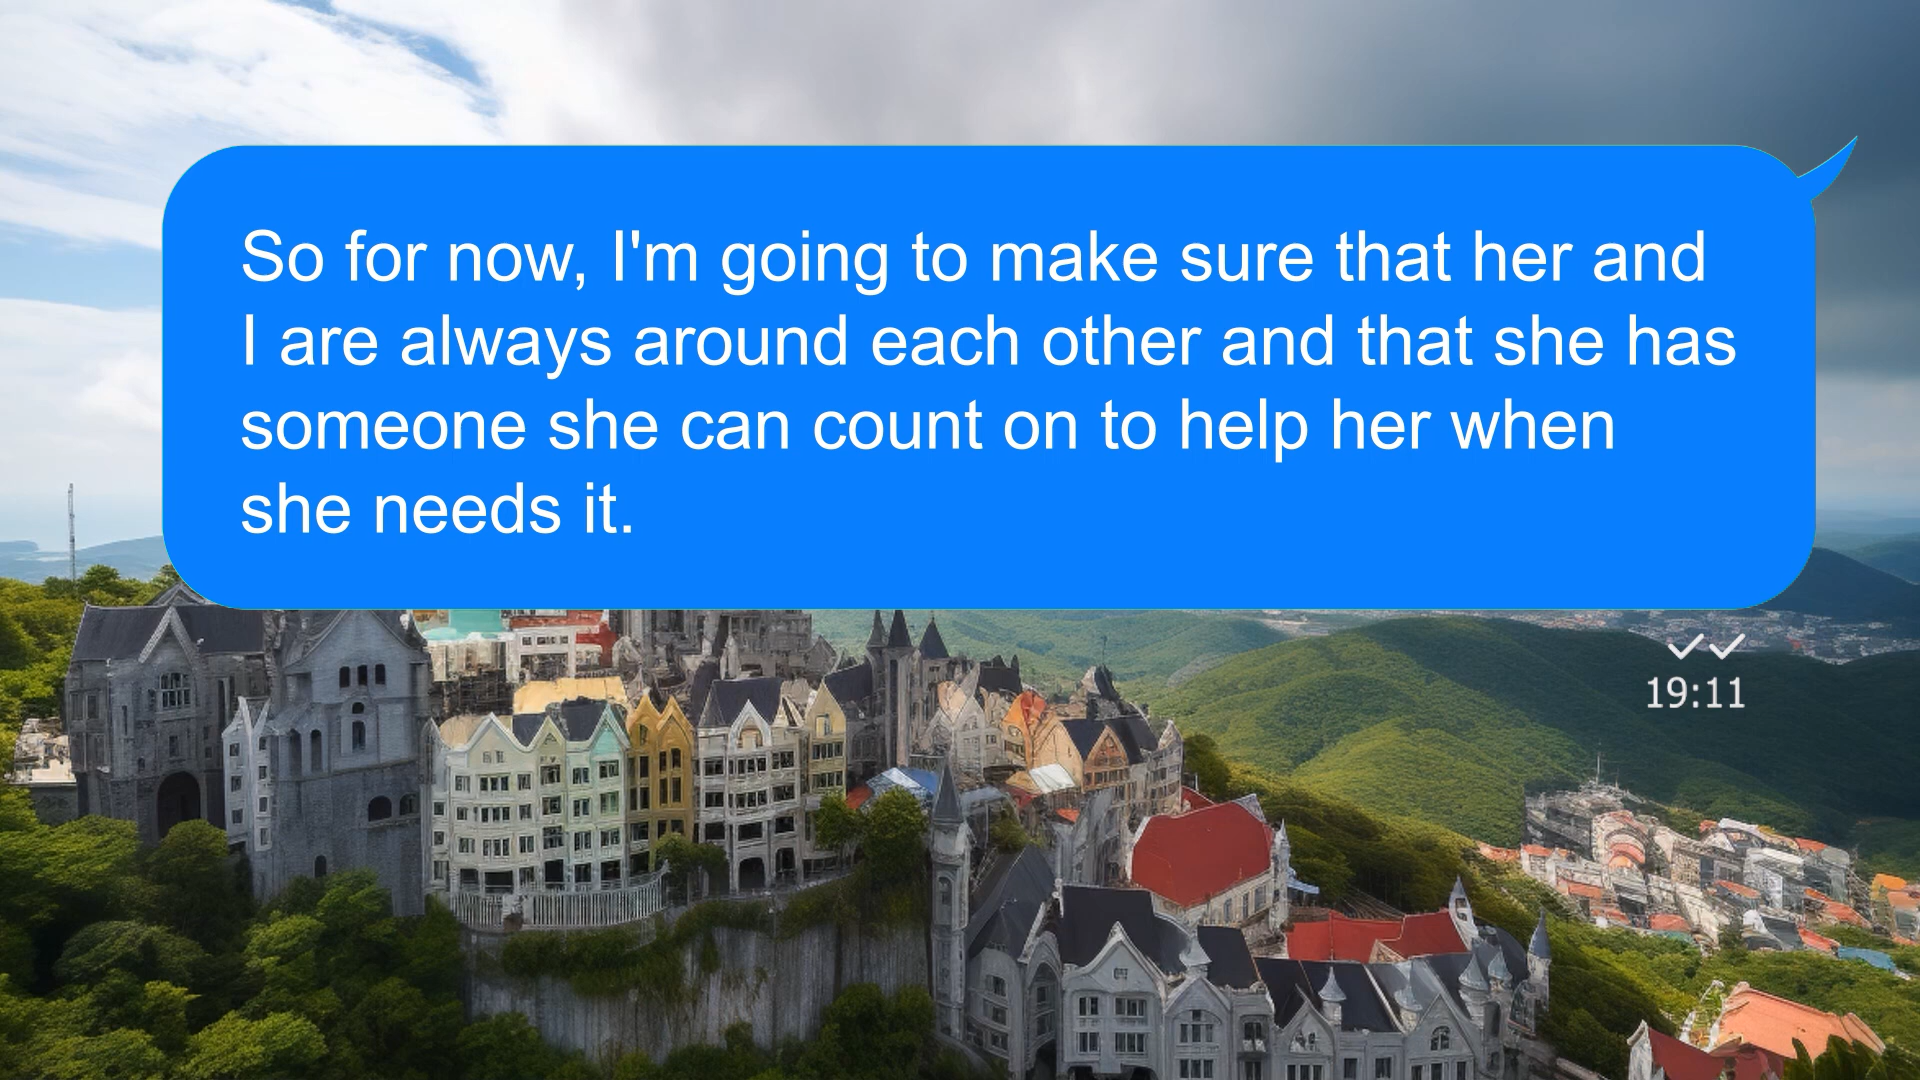 So for now, I'm going to make sure that her and
I are always around each other and that she has
someone she can count on to help her when
she needs it.
19:11